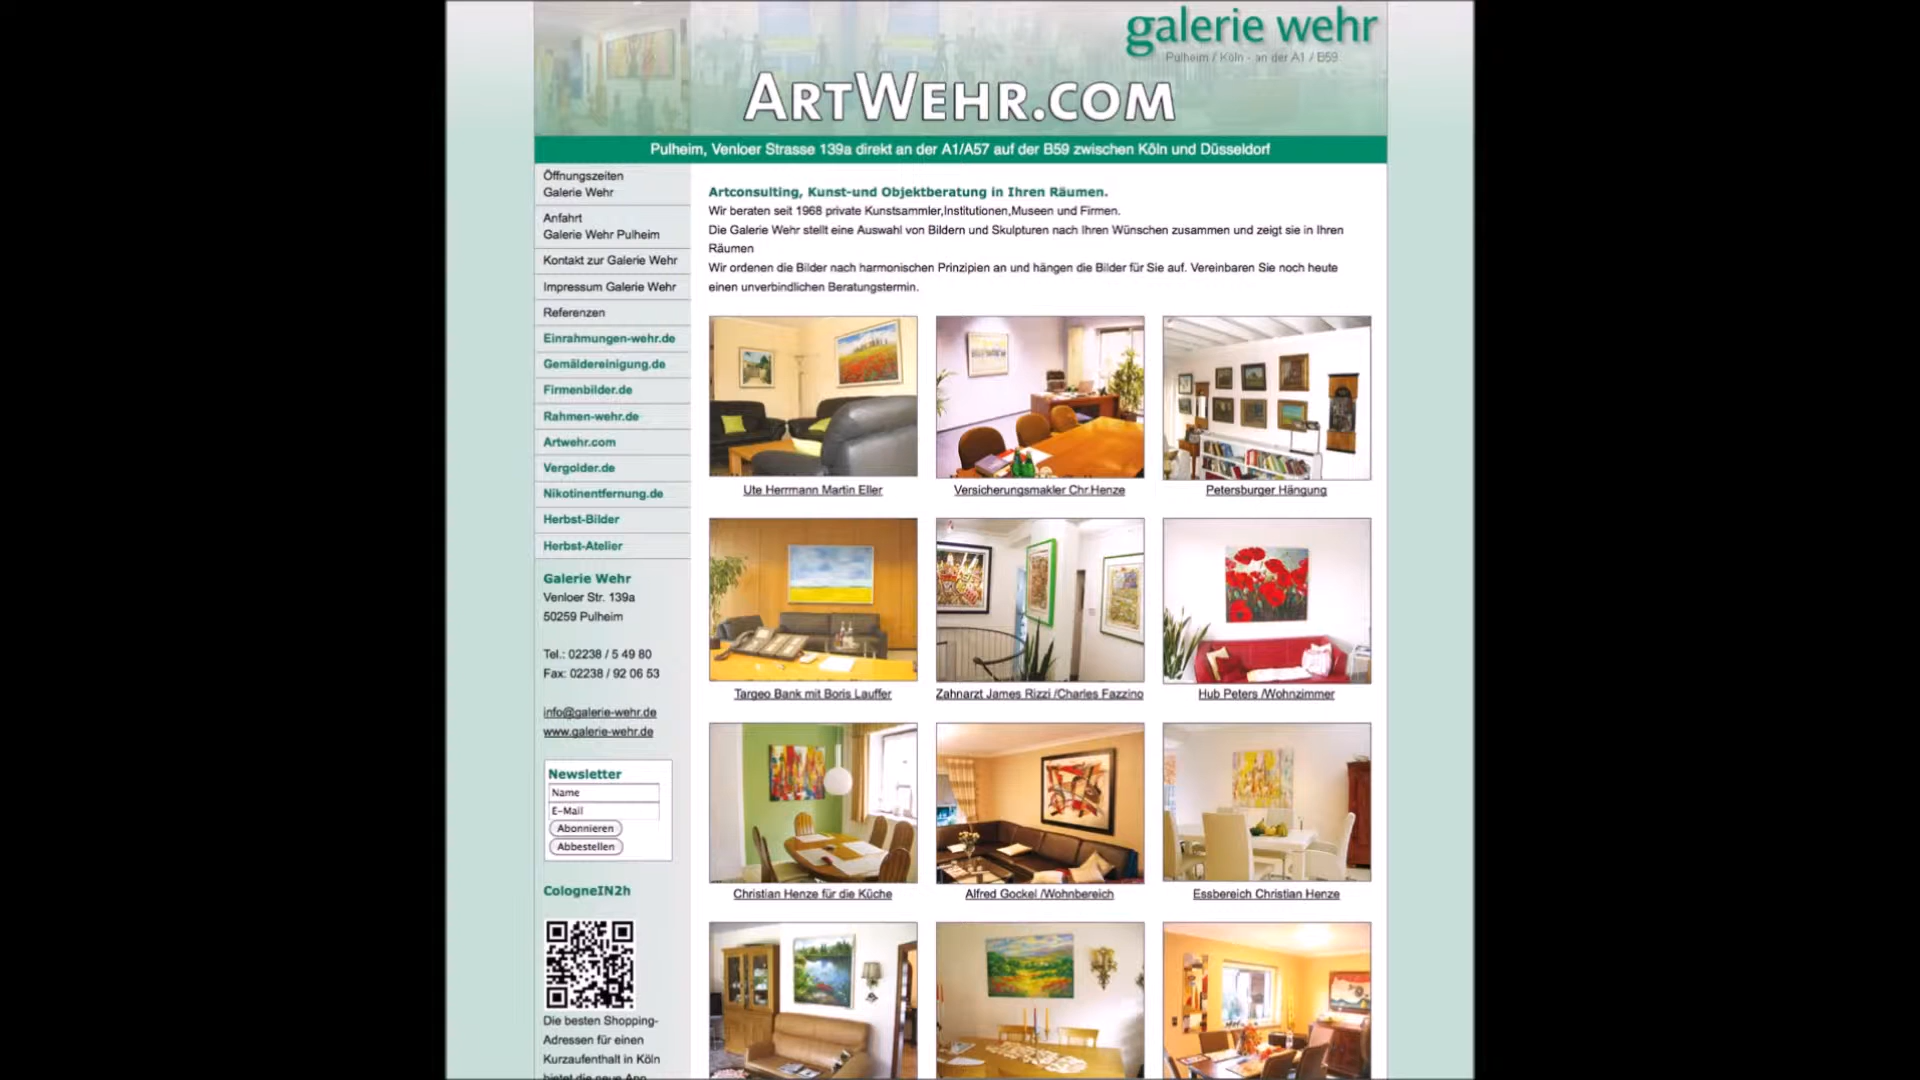 galerie wehr
Pulheim / Köln - an der A1 / B59
ArtWehr.com
Pulheim, Venloer Strasse 139a direkt an der A1/A57 auf der B59 zwischen Köln und Düsseldorf
Öffnungszeiten
Galerie Wehr
Anfahrt
Galerie Wehr Pulheim
Kontakt zur Galerie Wehr
Impressum Galerie Wehr
Referenzen
Einrahmungen-wehr.de
Gemäldereinigung.de
Firmenbilder.de
Rahmen-wehr.de
Artwehr.com
Vergolder.de
Nikotinentfernung.de
Herbst-Bilder
Herbst-Atelier
Galerie Wehr
Venloer Str. 139a
50259 Pulheim
Tel.: 02238 / 5 49 80
Fax: 02238 / 92 06 53
info@galerie-wehr.de
www.galerie-wehr.de
Newsletter
Name
E-Mail
Abonnieren
Abbestellen
CologneIN2h
Die besten Shopping-
Adressen für einen
Kurzaufenthalt in Köln
bietet die neue App
Artconsulting, Kunst-und Objektberatung in Ihren Räumen.
Wir beraten seit 1968 private Kunstsammler,Institutionen,Museen und Firmen.
Die Galerie Wehr stellt eine Auswahl von Bildern und Skulpturen nach Ihren Wünschen zusammen und zeigt sie in Ihren
Räumen
Wir ordenen die Bilder nach harmonischen Prinzipien an und hängen die Bilder für Sie auf. Vereinbaren Sie noch heute
einen unverbindlichen Beratungstermin.
Ute Herrmann Martin Eller
Versicherungsmakler Chr.Henze
Petersburger Hängung
Targeo Bank mit Boris Lauffer
Zahnarzt James Rizzi /Charles Fazzino
Hub Peters /Wohnzimmer
Christian Henze für die Küche
Alfred Gockel /Wohnbereich
Essbereich Christian Henze